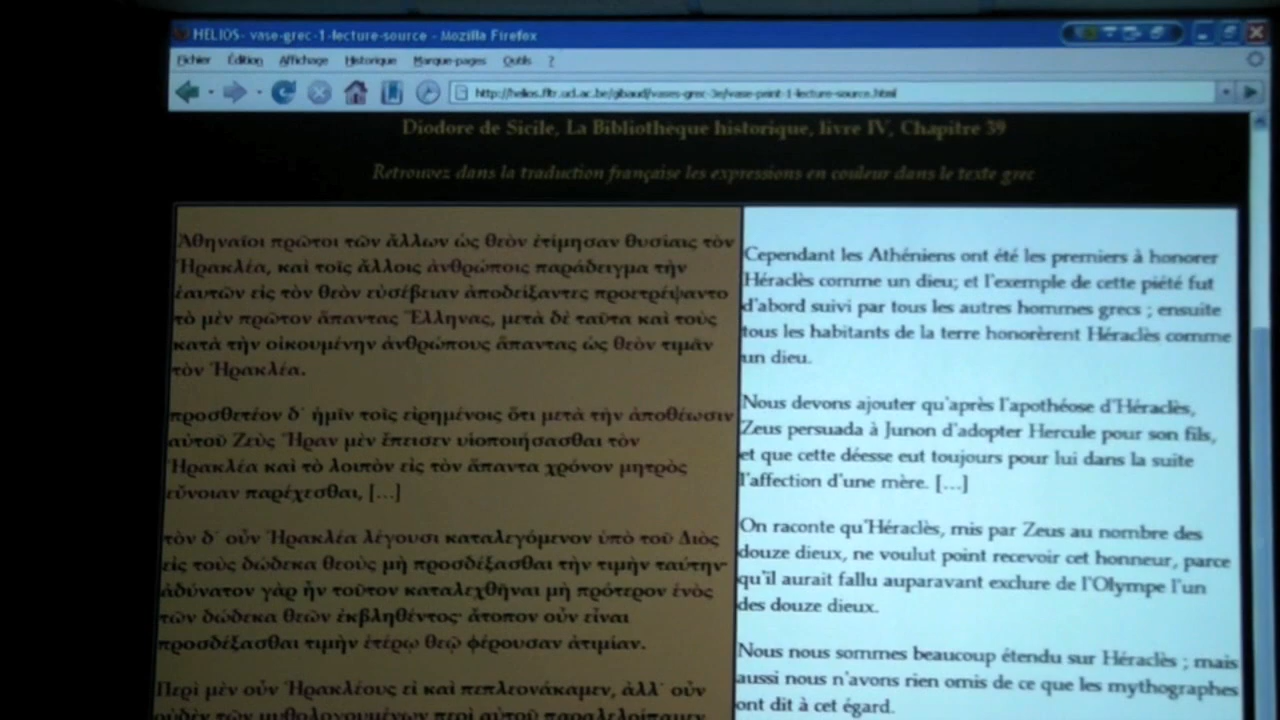 HELIOS- vase-grec-1-lecture-source - Mozilla Firefox
Fichier Édition Affichage Historique Marque-pages Outils ?
Diodore de Sicile, La Bibliothèque historique, livre IV, Chapitre 39
Retrouvez dans la traduction française les expressions en couleur dans le texte grec
Ἀθηναῖοι πρῶτοι τῶν ἄλλων ὡς θεὸν ἐτίμησαν θυσίαις τὸν
Ἡρακλέα, καὶ τοῖς ἄλλοις ἀνθρώποις παράδειγμα τὴν
ἑαυτῶν εἰς τὸν θεὸν εὐσέβειαν ἀποδείξαντες προετρέψαντο
τὸ μὲν πρῶτον ἅπαντας Ἕλληνας, μετὰ δὲ ταῦτα καὶ τοὺς
κατὰ τὴν οἰκουμένην ἀνθρώπους ἅπαντας ὡς θεὸν τιμᾶν
τὸν Ἡρακλέα.
προσθετέον δ᾽ ἡμῖν τοῖς εἰρημένοις ὅτι μετὰ τὴν ἀποθέωσιν
αὐτοῦ Ζεὺς Ἥραν μὲν ἔπεισεν υἱοποιήσασθαι τὸν
Ἡρακλέα καὶ τὸ λοιπὸν εἰς τὸν ἅπαντα χρόνον μητρὸς
εὔνοιαν παρέχεσθαι, [...]
τὸν δ᾽ οὖν Ἡρακλέα λέγουσι καταλεγόμενον ὑπὸ τοῦ Διὸς
εἰς τοὺς δώδεκα θεοὺς μὴ προσδέξασθαι τὴν τιμὴν ταύτην·
ἀδύνατον γὰρ ἦν τοῦτον καταλεχθῆναι μὴ πρότερον ἑνὸς
τῶν δώδεκα θεῶν ἐκβληθέντος· ἄτοπον οὖν εἶναι
προσδέξασθαι τιμὴν ἑτέρῳ θεῷ φέρουσαν ἀτιμίαν.
Περὶ μὲν οὖν Ἡρακλέους εἰ καὶ πεπλεονάκαμεν, ἀλλ᾽ οὖν
οὐδὲν τῶν μυθολογουμένων περὶ αὐτοῦ παραλελοίπαμεν
Cependant les Athéniens ont été les premiers à honorer
Héraclès comme un dieu; et l'exemple de cette piété fut
d'abord suivi par tous les autres hommes grecs ; ensuite
tous les habitants de la terre honorèrent Héraclès comme
un dieu.
Nous devons ajouter qu'après l'apothéose d'Héraclès,
Zeus persuada à Junon d'adopter Hercule pour son fils,
et que cette déesse eut toujours pour lui dans la suite
l'affection d'une mère. [...]
On raconte qu'Héraclès, mis par Zeus au nombre des
douze dieux, ne voulut point recevoir cet honneur, parce
qu'il aurait fallu auparavant exclure de l'Olympe l'un
des douze dieux.
Nous nous sommes beaucoup étendu sur Héraclès ; mais
aussi nous n'avons rien omis de ce que les mythographes
ont dit à cet égard.